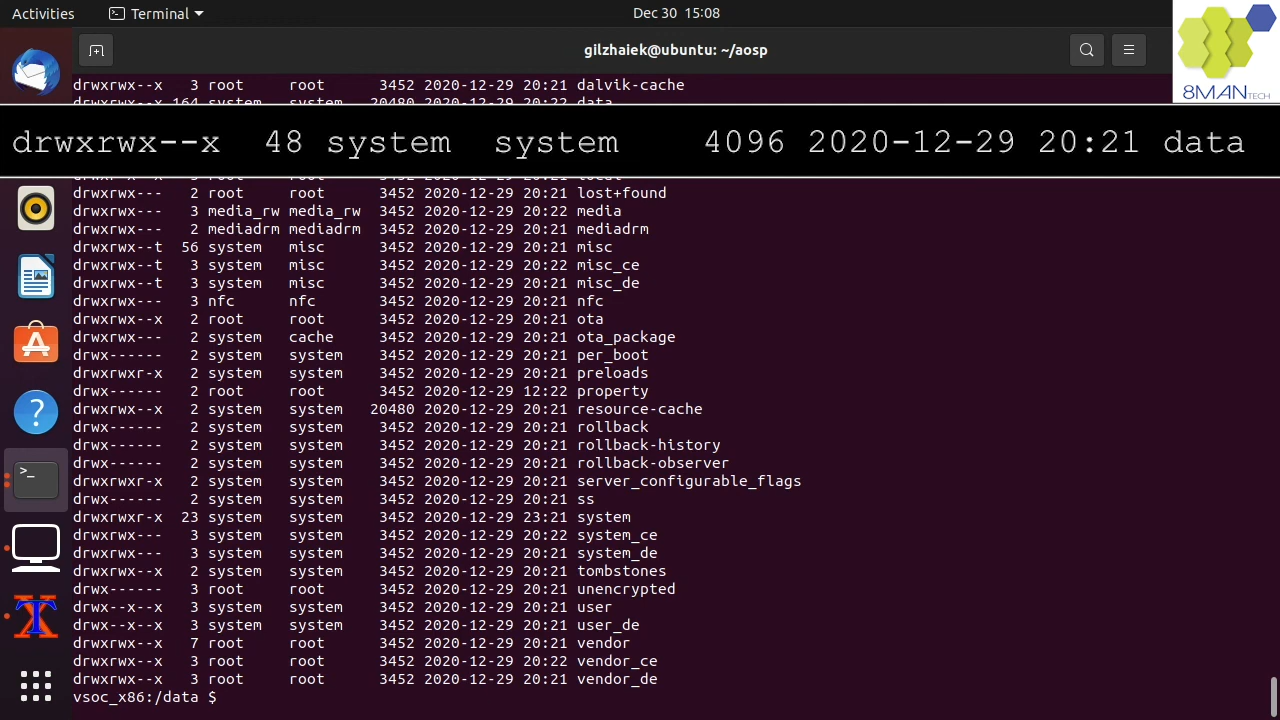 Activities
Terminal
Dec 30 15:08
gilzhaiek@ubuntu: ~/aosp
8MANTECH
drwxrwx--x   3 root     root      3452 2020-12-29 20:21 dalvik-cache
drwxrwx--x 164 system   system   20480 2020-12-29 20:22 data
drwxrwx--x  48 system  system    4096 2020-12-29 20:21 data
drwxrwx---   2 root     root      3452 2020-12-29 20:21 lost+found
drwxrwx---   3 media_rw media_rw  3452 2020-12-29 20:22 media
drwxrwx---   2 mediadrm mediadrm  3452 2020-12-29 20:21 mediadrm
drwxrwx--t  56 system   misc      3452 2020-12-29 20:21 misc
drwxrwx--t   3 system   misc      3452 2020-12-29 20:22 misc_ce
drwxrwx--t   3 system   misc      3452 2020-12-29 20:21 misc_de
drwxrwx---   3 nfc      nfc       3452 2020-12-29 20:21 nfc
drwxrwx--x   2 root     root      3452 2020-12-29 20:21 ota
drwxrwx---   2 system   cache     3452 2020-12-29 20:21 ota_package
drwx------   2 system   system    3452 2020-12-29 20:21 per_boot
drwxrwxr-x   2 system   system    3452 2020-12-29 20:21 preloads
drwx------   2 root     root      3452 2020-12-29 12:22 property
drwxrwx--x   2 system   system   20480 2020-12-29 20:21 resource-cache
drwx------   2 system   system    3452 2020-12-29 20:21 rollback
drwx------   2 system   system    3452 2020-12-29 20:21 rollback-history
drwx------   2 system   system    3452 2020-12-29 20:21 rollback-observer
drwxrwxr-x   2 system   system    3452 2020-12-29 20:21 server_configurable_flags
drwx------   2 system   system    3452 2020-12-29 20:21 ss
drwxrwxr-x  23 system   system    3452 2020-12-29 23:21 system
drwxrwx---   3 system   system    3452 2020-12-29 20:22 system_ce
drwxrwx---   3 system   system    3452 2020-12-29 20:21 system_de
drwxrwx--x   2 system   system    3452 2020-12-29 20:21 tombstones
drwx------   3 root     root      3452 2020-12-29 20:21 unencrypted
drwx--x--x   3 system   system    3452 2020-12-29 20:21 user
drwx--x--x   3 system   system    3452 2020-12-29 20:21 user_de
drwxrwx--x   7 root     root      3452 2020-12-29 20:21 vendor
drwxrwx--x   3 root     root      3452 2020-12-29 20:22 vendor_ce
drwxrwx--x   3 root     root      3452 2020-12-29 20:21 vendor_de
vsoc_x86:/data $